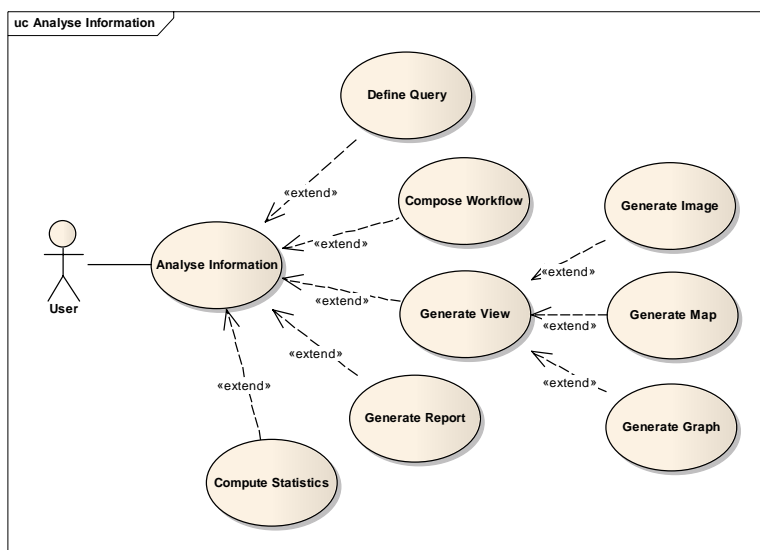 uc Analyse Information
Define Query
«extend»
Compose Workflow
«extend»
Generate Image
«extend»
User
Analyse Information
Generate View
«extend»
Generate Map
«extend»
Generate Report
«extend»
Generate Graph
«extend»
Compute Statistics
«extend»